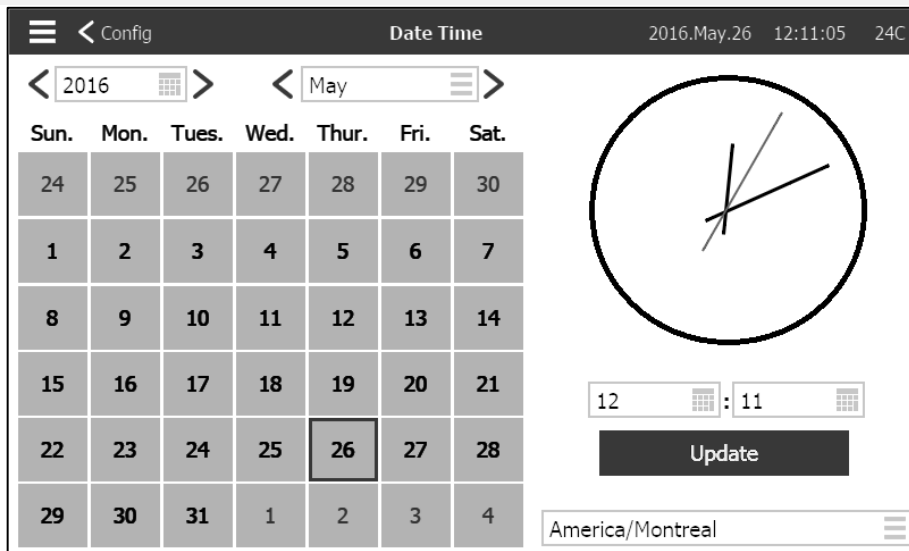 Config Date Time 2016.May.26 12:11:05 24C
2016 May
Sun. Mon. Tues. Wed. Thur. Fri. Sat.
24 25 26 27 28 29 30
1 2 3 4 5 6 7
8 9 10 11 12 13 14
15 16 17 18 19 20 21
22 23 24 25 26 27 28
29 30 31 1 2 3 4
12 : 11
Update
America/Montreal